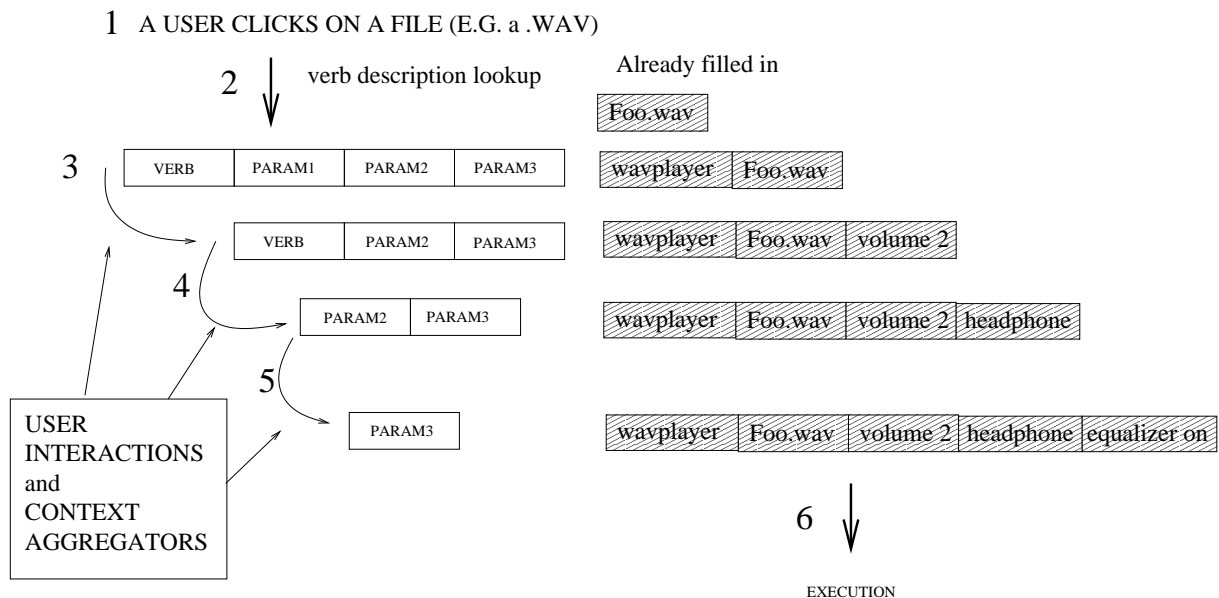 1 A USER CLICKS ON A FILE (E.G. a .WAV)
2 verb description lookup
Already filled in
Foo.wav
3 VERB PARAM1 PARAM2 PARAM3 wavplayer Foo.wav
VERB PARAM2 PARAM3 wavplayer Foo.wav volume 2
4
PARAM2 PARAM3 wavplayer Foo.wav volume 2 headphone
5
PARAM3 wavplayer Foo.wav volume 2 headphone equalizer on
USER
INTERACTIONS
and
CONTEXT
AGGREGATORS
6
EXECUTION